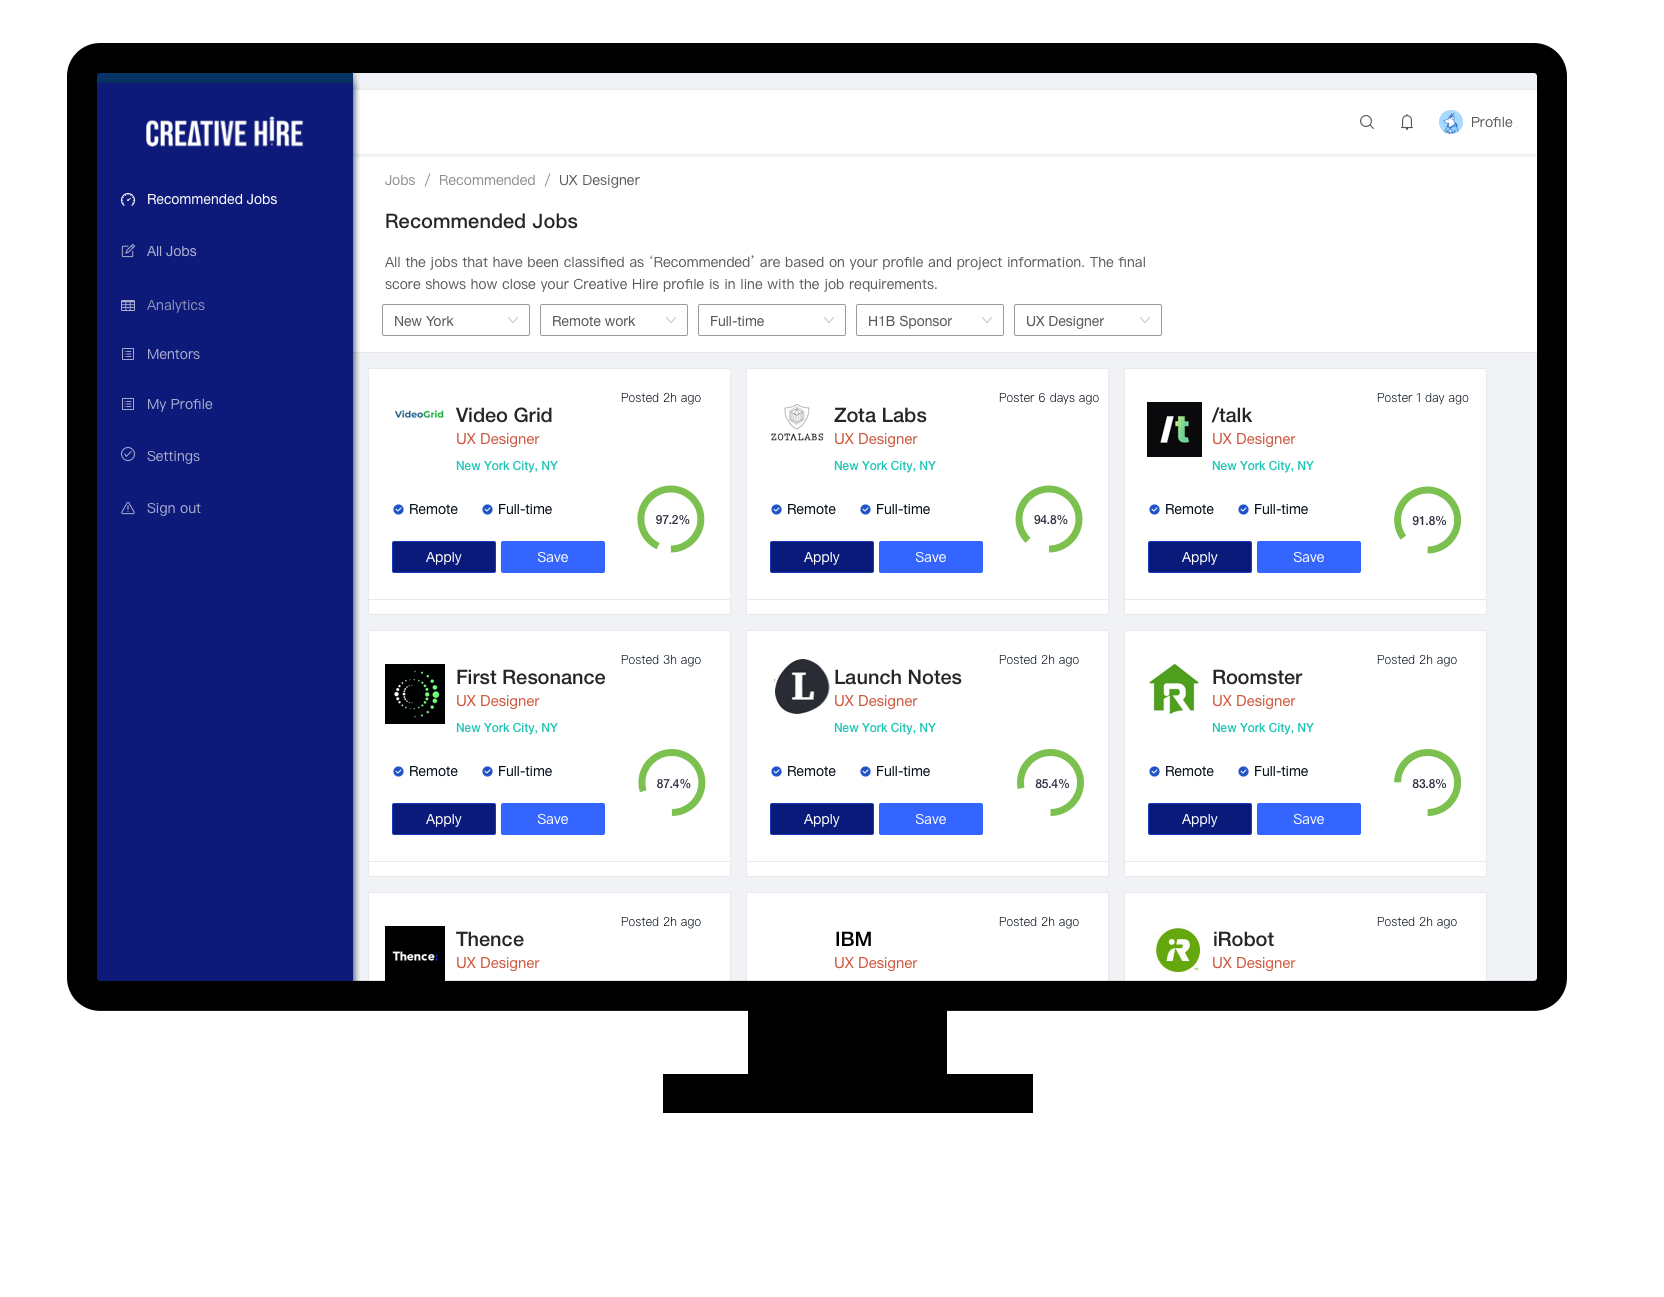 CREATIVE HIRE
Recommended Jobs
All Jobs
Analytics
Mentors
My Profile
Settings
Sign out
Profile
Jobs / Recommended / UX Designer
Recommended Jobs
All the jobs that have been classified as ‘Recommended’ are based on your profile and project information. The final
score shows how close your Creative Hire profile is in line with the job requirements.
New York
Remote work
Full-time
H1B Sponsor
UX Designer
Posted 2h ago
VideoGrid
Video Grid
UX Designer
New York City, NY
Remote
Full-time
97.2%
Apply
Save
Poster 6 days ago
ZOTALABS
Zota Labs
UX Designer
New York City, NY
Remote
Full-time
94.8%
Apply
Save
Poster 1 day ago
/t
/talk
UX Designer
New York City, NY
Remote
Full-time
91.8%
Apply
Save
Posted 3h ago
First Resonance
UX Designer
New York City, NY
Remote
Full-time
87.4%
Apply
Save
Posted 2h ago
L
Launch Notes
UX Designer
New York City, NY
Remote
Full-time
85.4%
Apply
Save
Posted 2h ago
R
Roomster
UX Designer
New York City, NY
Remote
Full-time
83.8%
Apply
Save
Posted 2h ago
Thence:
Thence
UX Designer
Posted 2h ago
IBM
UX Designer
Posted 2h ago
iR
iRobot
UX Designer